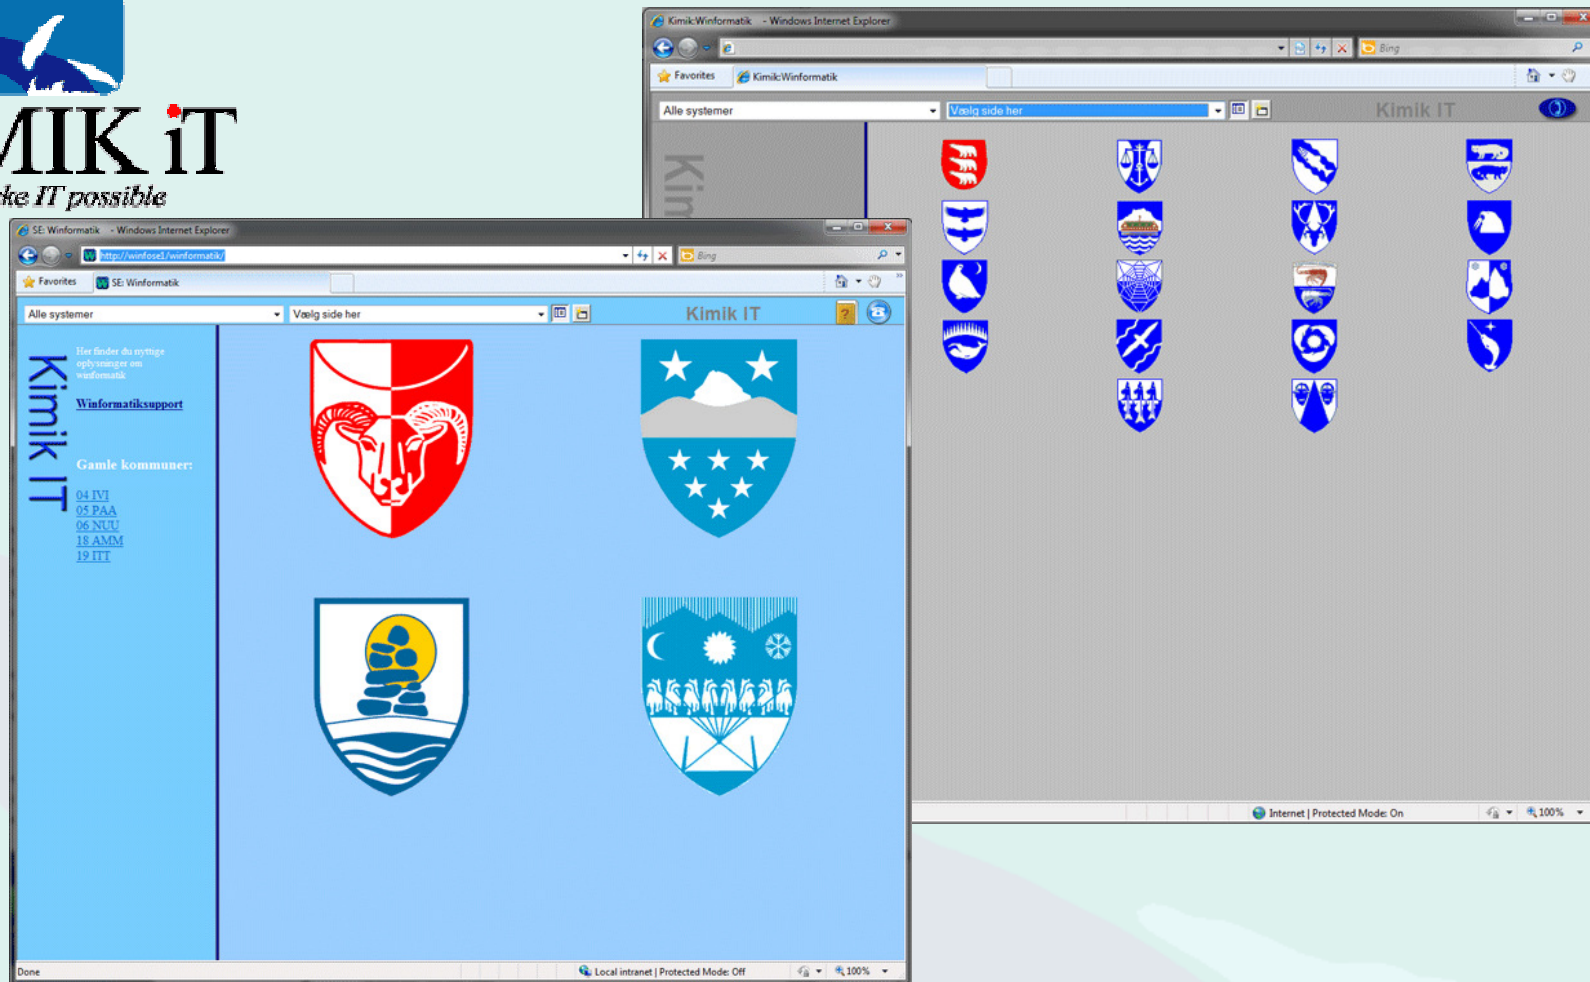 MIK iT
ke IT possible
Kimik:Winformatik - Windows Internet Explorer
Bing
Favorites
Kimik:Winformatik
Alle systemer
Vælg side her
Kimik IT
Kim
Internet | Protected Mode: On
100%
SE: Winformatik - Windows Internet Explorer
http://winfose1/winformatik/
Bing
Favorites
SE: Winformatik
Alle systemer
Vælg side her
Kimik IT
?
Kimik IT
Her finder du nyttige
oplysninger om
winformatik
Winformatiksupport
Gamle kommuner:
04 IVI
05 PAA
06 NUU
18 AMM
19 ITT
Done
Local intranet | Protected Mode: Off
100%